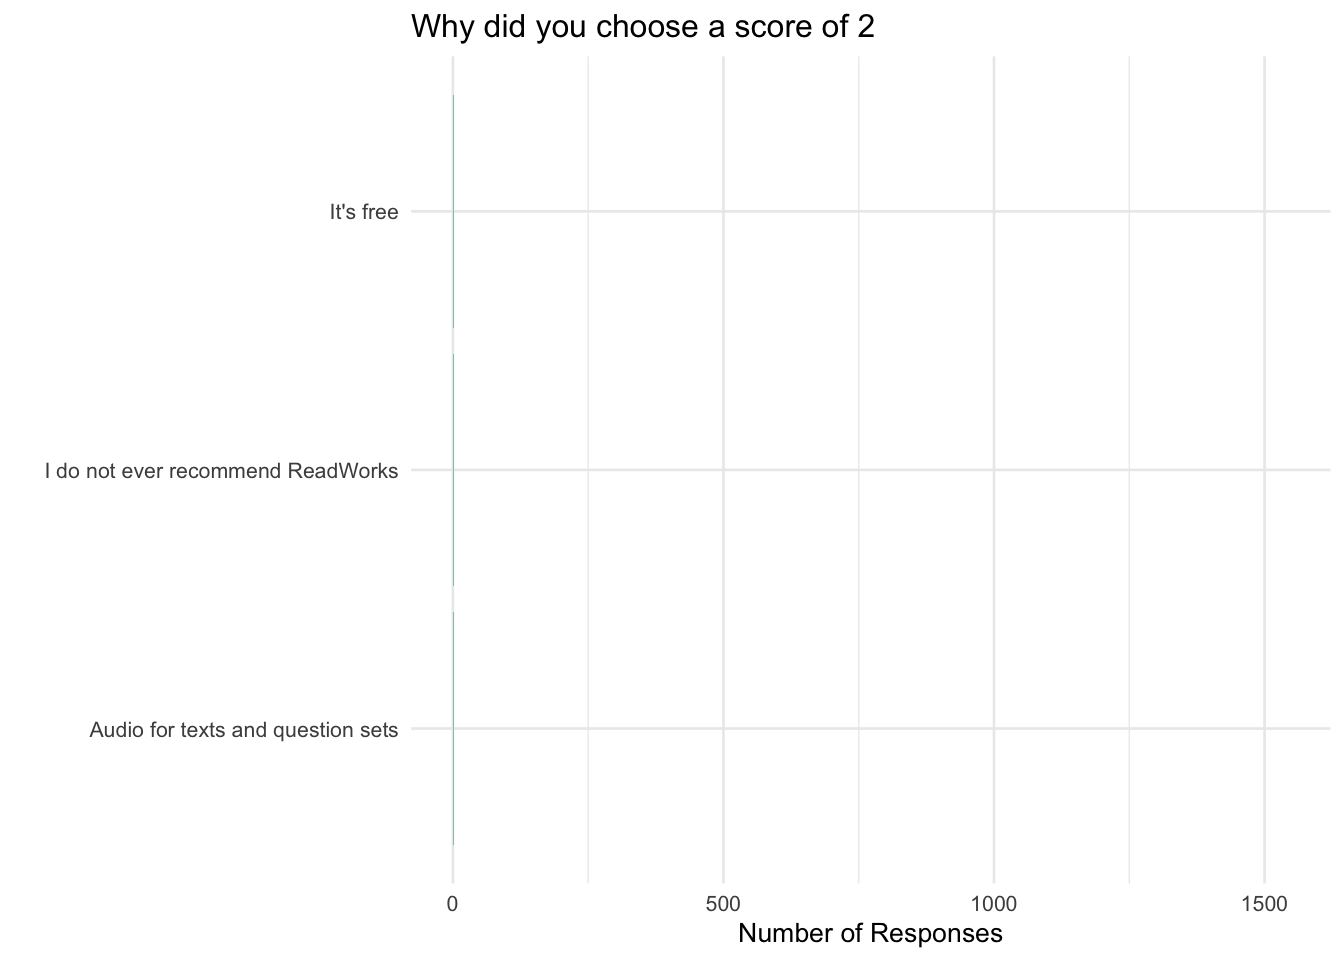 Why did you choose a score of 2
It's free
I do not ever recommend ReadWorks
Audio for texts and question sets
0 500 1000 1500
Number of Responses